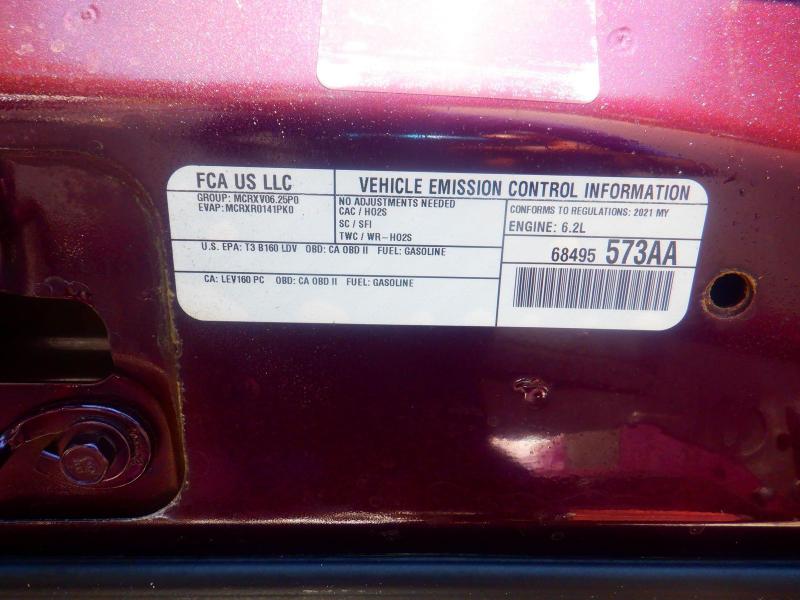 FCA US LLC
GROUP: MCRXV06.25P0
EVAP: MCRXR0141PK0
VEHICLE EMISSION CONTROL INFORMATION
NO ADJUSTMENTS NEEDED
CAC / HO2S
SC / SFI
TWC / WR-HO2S
CONFORMS TO REGULATIONS: 2021 MY
ENGINE: 6.2L
U.S. EPA: T3 B160 LDV OBD: CA OBD II FUEL: GASOLINE
CA: LEV160 PC OBD: CA OBD II FUEL: GASOLINE
68495 573AA